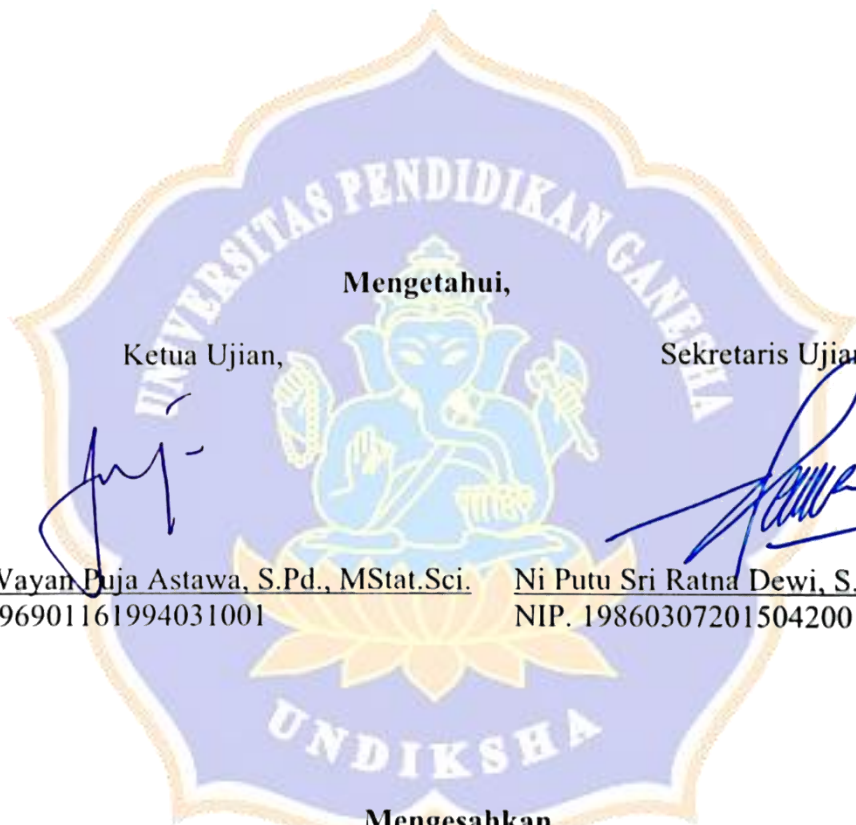 UNIVERSITAS PENDIDIKAN GANESHA
Mengetahui,
Ketua Ujian,
Sekretaris Ujian
Wayan Puja Astawa, S.Pd., MStat.Sci.
Ni Putu Sri Ratna Dewi, S.
96901161994031001
NIP. 19860307201504200
UNDIKSHA
Mengesahkan